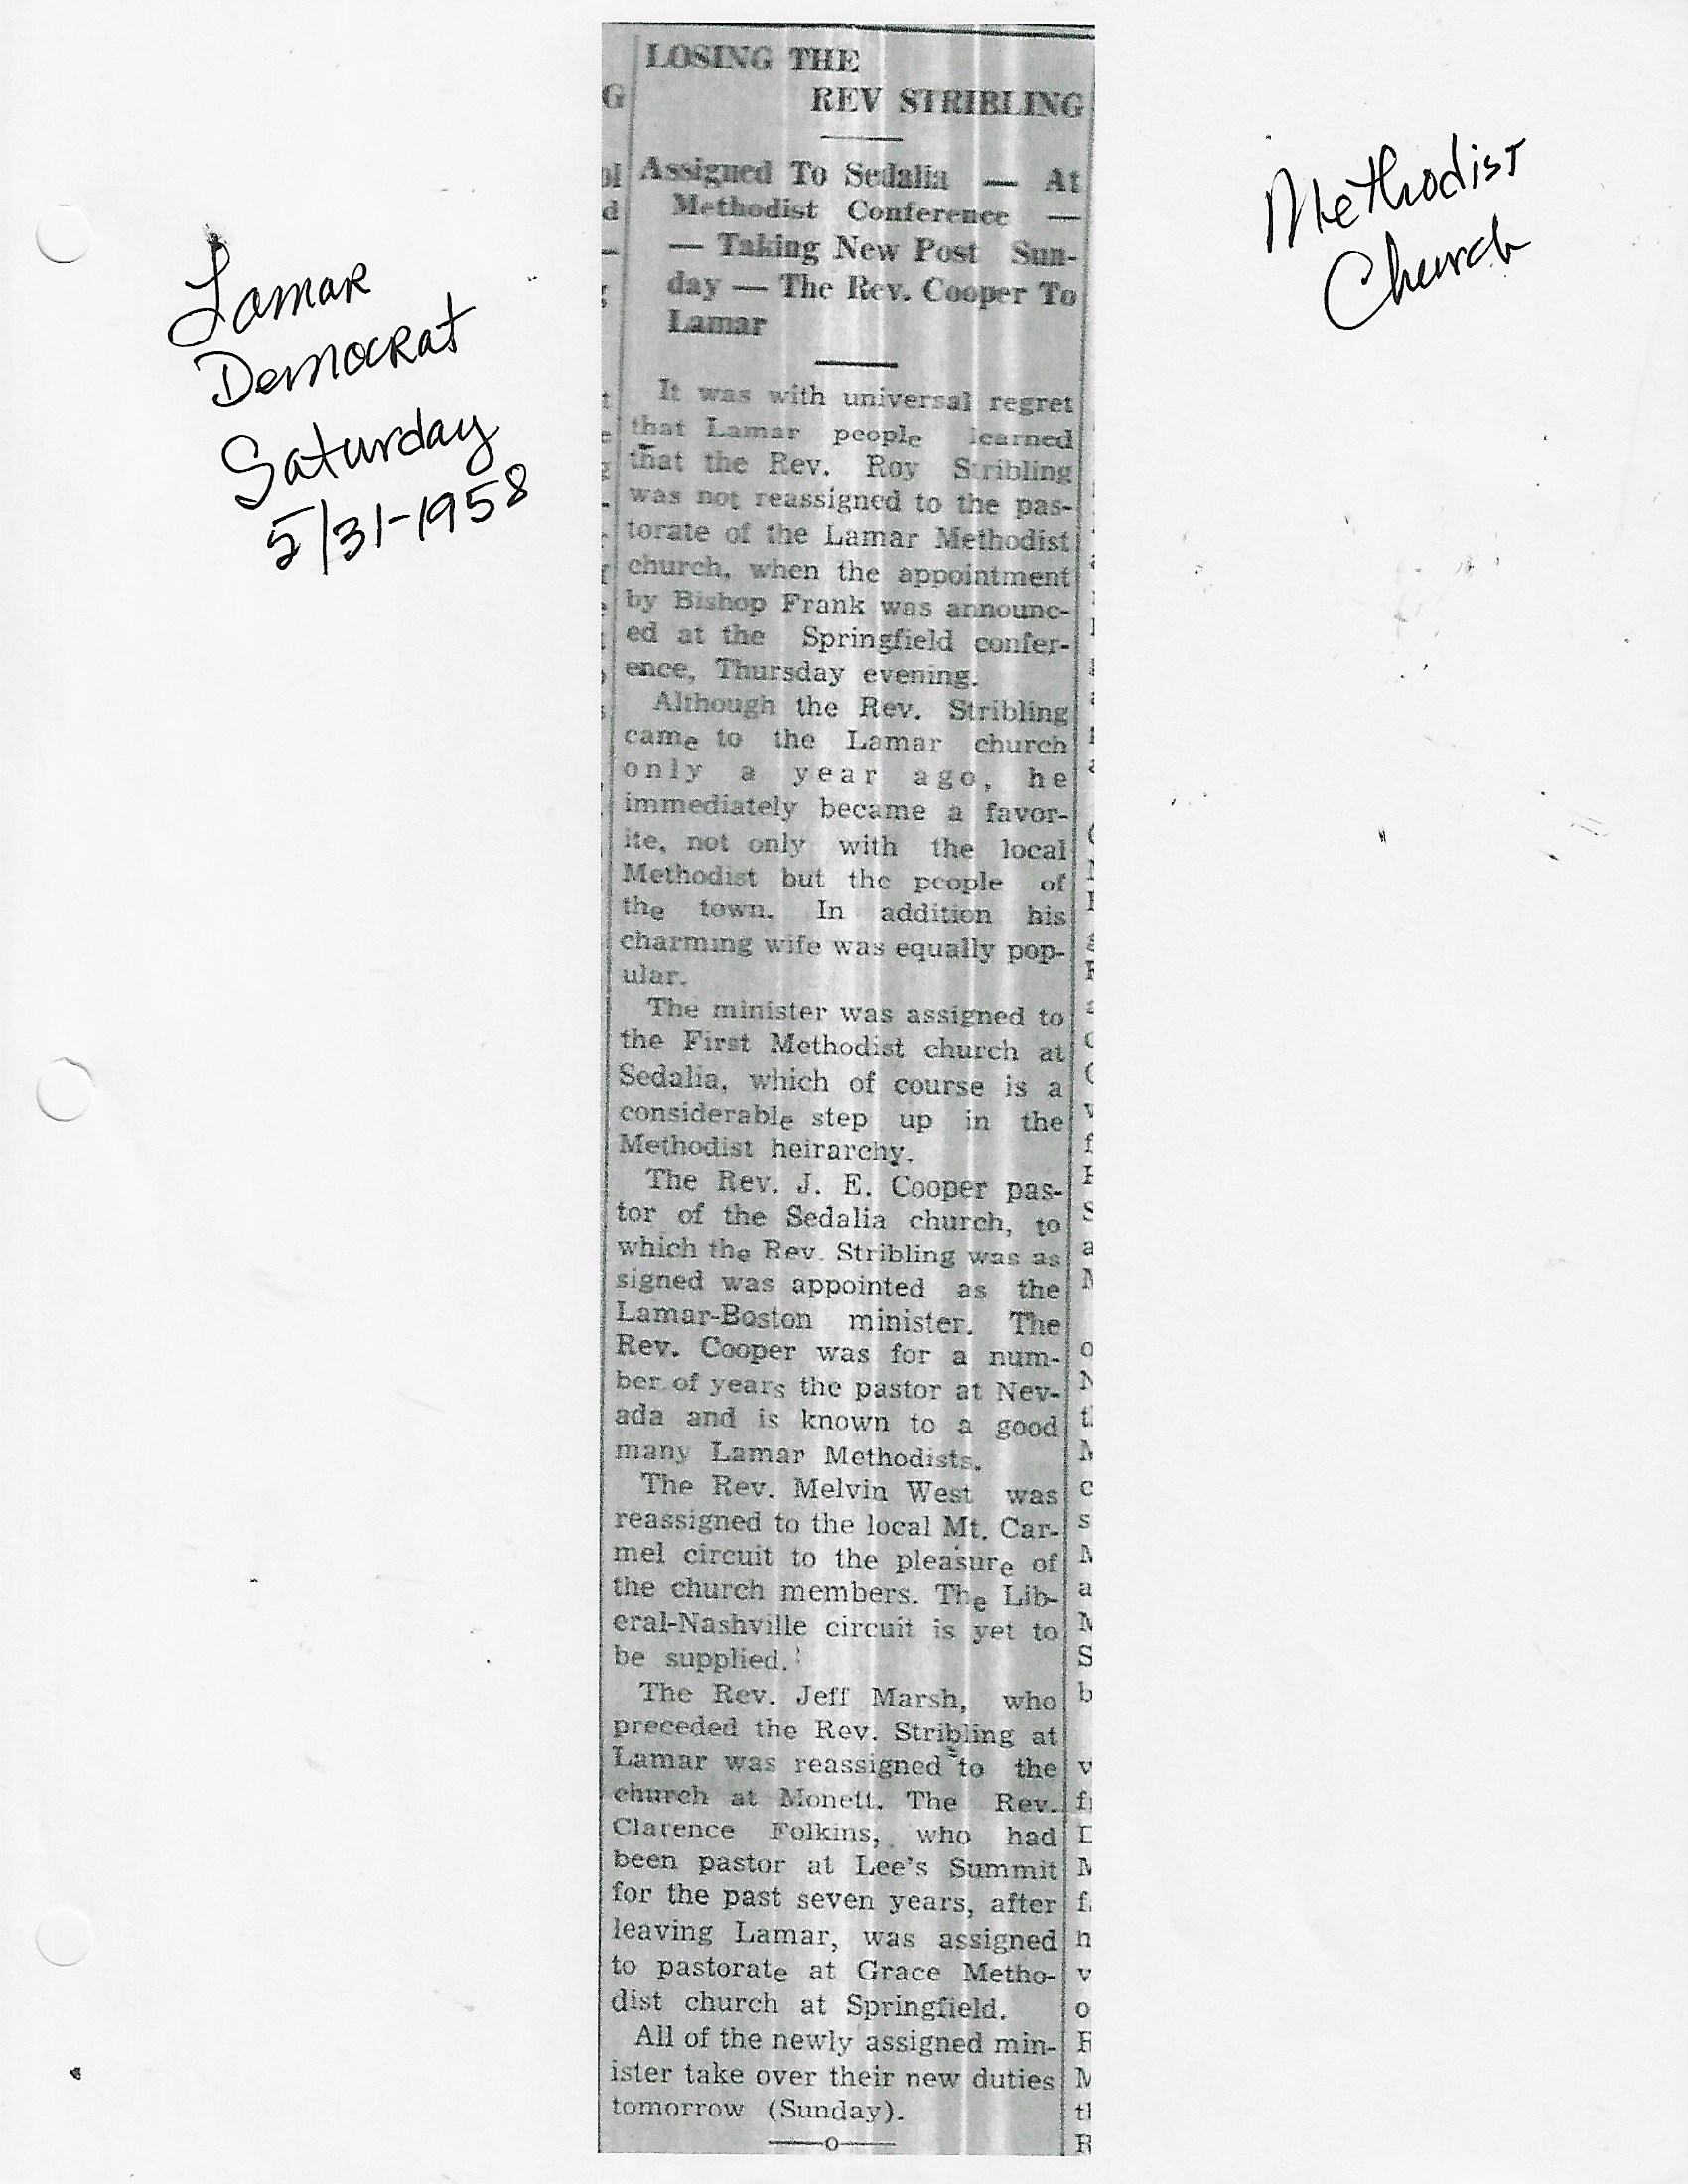 Lamar
Democrat
Saturday
5/31-1958
Methodist
Church
LOSING THE
REV STRIBLING
Assigned To Sedalia — At
Methodist Conference —
— Taking New Post Sun-
day — The Rev. Cooper To
Lamar
It was with universal regret
that Lamar people learned
that the Rev. Roy Stribling
was not reassigned to the pas-
torate of the Lamar Methodist
church, when the appointment
by Bishop Frank was announc-
ed at the Springfield confer-
ence, Thursday evening.
Although the Rev. Stribling
came to the Lamar church
only a year ago, he
immediately became a favor-
ite, not only with the local
Methodist but the people of
the town. In addition his
charming wife was equally pop-
ular.
The minister was assigned to
the First Methodist church at
Sedalia, which of course is a
considerable step up in the
Methodist heirarchy.
The Rev. J. E. Cooper pas-
tor of the Sedalia church, to
which the Rev. Stribling was as
signed was appointed as the
Lamar-Boston minister. The
Rev. Cooper was for a num-
ber of years the pastor at Nev-
ada and is known to a good
many Lamar Methodists.
The Rev. Melvin West was
reassigned to the local Mt. Car-
mel circuit to the pleasure of
the church members. The Lib-
eral-Nashville circuit is yet to
be supplied.
The Rev. Jeff Marsh, who
preceded the Rev. Stribling at
Lamar was reassigned to the
church at Monett. The Rev.
Clarence Folkins, who had
been pastor at Lee's Summit
for the past seven years, after
leaving Lamar, was assigned
to pastorate at Grace Metho-
dist church at Springfield.
All of the newly assigned min-
ister take over their new duties
tomorrow (Sunday).